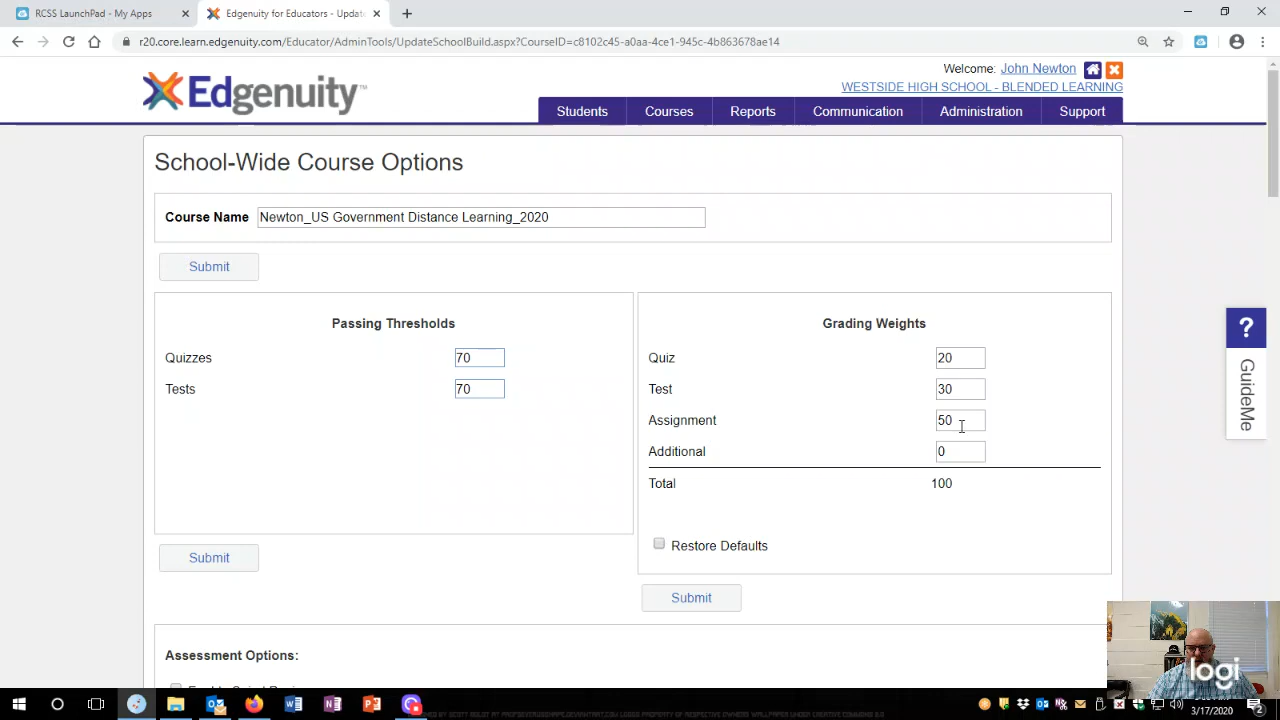 RCSS LaunchPad - My Apps
Edgenuity for Educators - Update
r20.core.learn.edgenuity.com/Educator/AdminTools/UpdateSchoolBuild.aspx?CourseID=c8102c45-a0aa-4ce1-945c-4b863678ae14
Welcome: John Newton
WESTSIDE HIGH SCHOOL - BLENDED LEARNING
Edgenuity™
Students Courses Reports Communication Administration Support
School-Wide Course Options
Course Name Newton_US Government Distance Learning_2020
Submit
Passing Thresholds
Quizzes 70
Tests 70
Submit
Grading Weights
Quiz 20
Test 30
Assignment 50
Additional 0
Total 100
Restore Defaults
Submit
Assessment Options:
?
GuideMe
logi
3/17/2020